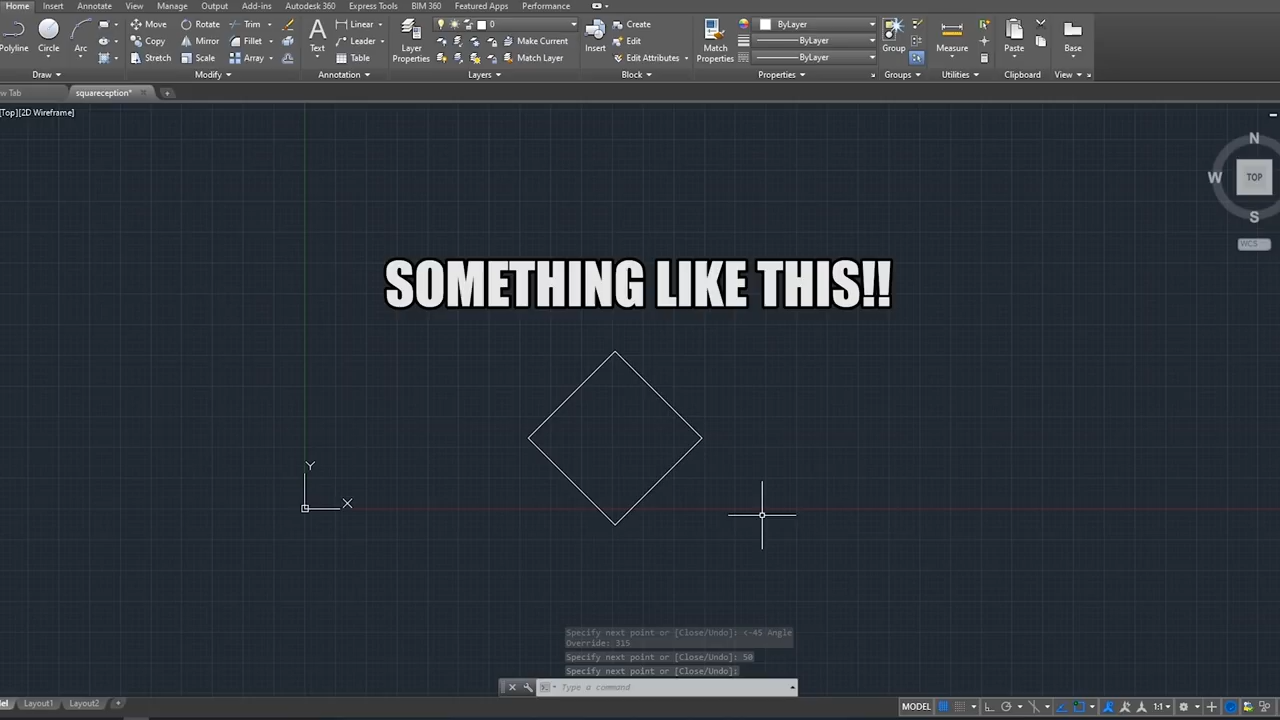 Home Insert Annotate View Manage Output Add-ins Autodesk 360 Express Tools BIM 360 Featured Apps Performance
Move Rotate Trim Linear 0 Create ByLayer
Polyline Circle Arc Copy Mirror Fillet Text Leader Layer Properties Make Current Insert Edit Match Properties ByLayer Group Measure Paste Base
Stretch Scale Array Table Match Layer Edit Attributes ByLayer
Draw Modify Annotation Layers Block Properties Groups Utilities Clipboard View
w Tab squareception*
[Top][2D Wireframe]
N
W TOP
S
WCS
SOMETHING LIKE THIS!!
Y
X
Specify next point or [Close/Undo]: <-45 Angle
Override: 315
Specify next point or [Close/Undo]: 50
Specify next point or [Close/Undo]:
Type a command
del Layout1 Layout2 + MODEL 1:1